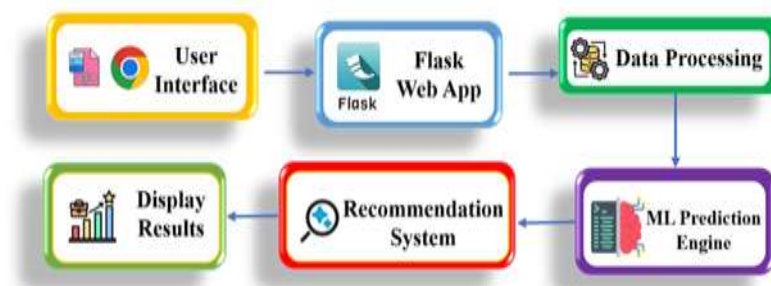 User
Interface
Flask
Flask
Web App
Data Processing
Display
Results
Recommendation
System
ML Prediction
Engine